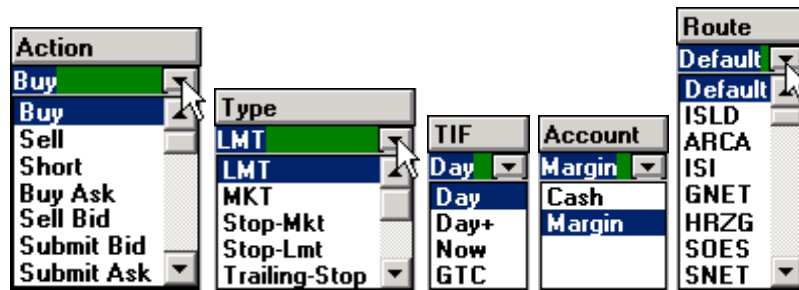 Action
Buy
Buy
Sell
Short
Buy Ask
Sell Bid
Submit Bid
Submit Ask
Type
LMT
LMT
MKT
Stop-Mkt
Stop-Lmt
Trailing-Stop
TIF
Day
Day
Day+
Now
GTC
Account
Margin
Cash
Margin
Route
Default
Default
ISLD
ARCA
ISI
GNET
HRZG
SOES
SNET